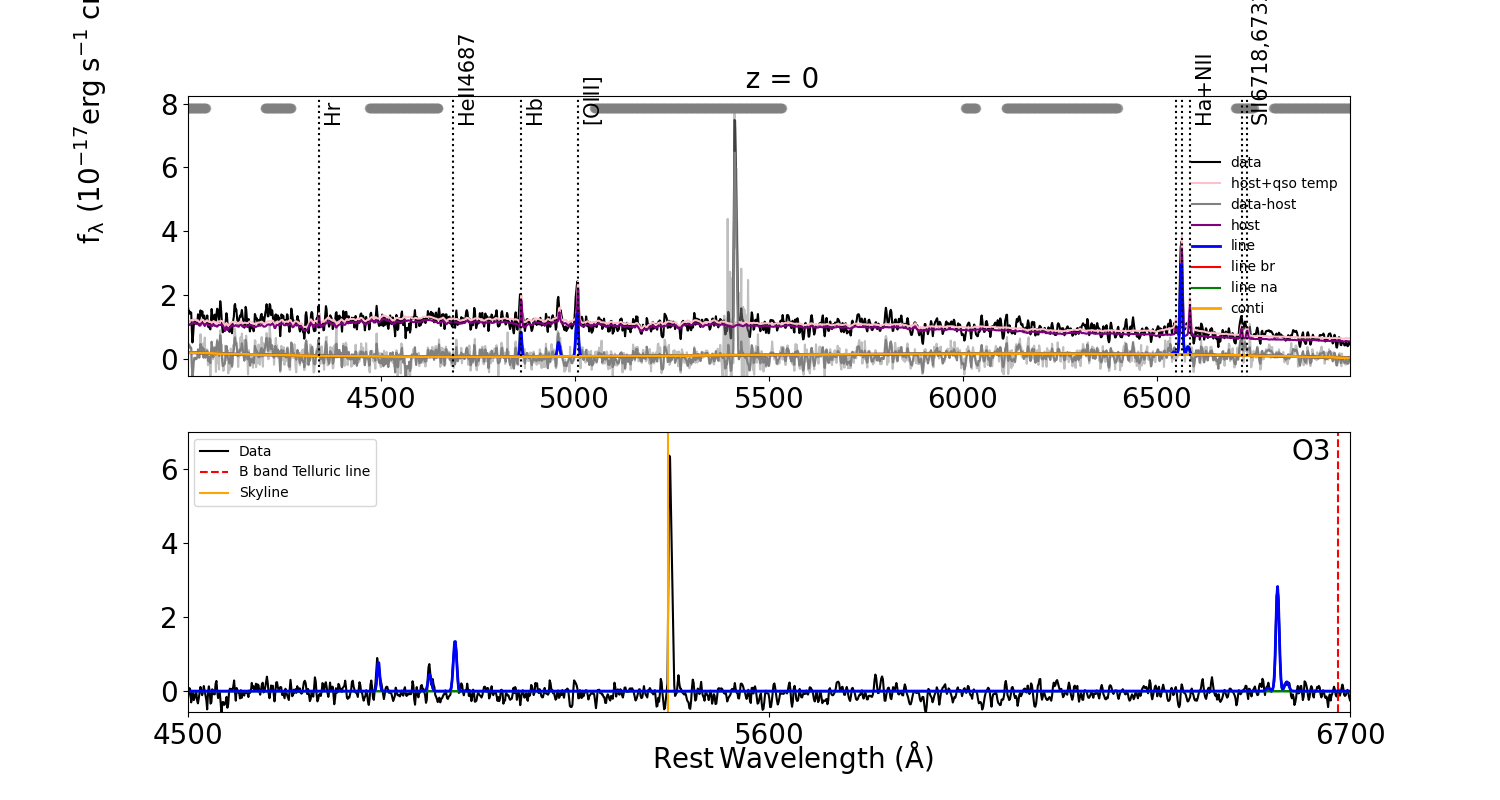 z = 0
f_λ (10^−17 erg s^−1
8
6
4
2
0
Hr
HeII4687
Hb
[OIII]
Ha+NII
data
host+qso temp
data-host
host
line
line br
line na
conti
4500
5000
5500
6000
6500
Data
B band Telluric line
Skyline
O3
6
4
2
0
4500
5600
6700
Rest Wavelength (Å)